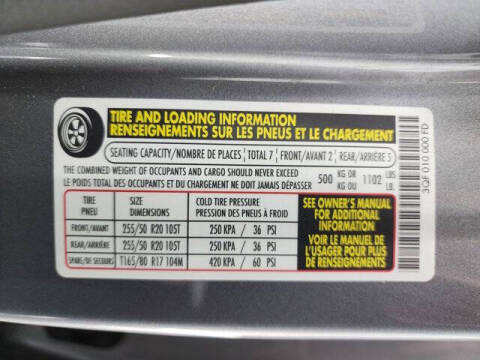 TIRE AND LOADING INFORMATION
RENSEIGNEMENTS SUR LES PNEUS ET LE CHARGEMENT
SEATING CAPACITY/NOMBRE DE PLACES TOTAL 7 FRONT/AVANT 2 REAR/ARRIÈRE 5
THE COMBINED WEIGHT OF OCCUPANTS AND CARGO SHOULD NEVER EXCEED 500 KG OR 1102 LBS.
LE POIDS TOTAL DES OCCUPANTS ET DU CHARGEMENT NE DOIT JAMAIS DÉPASSER KG OU LB.
TIRE SIZE COLD TIRE PRESSURE
PNEU DIMENSIONS PRESSION DES PNEUS À FROID
FRONT/AVANT 255/50 R20 105T 250 KPA / 36 PSI
REAR/ARRIÈRE 255/50 R20 105T 250 KPA / 36 PSI
SPARE/DE SECOURS T165/80 R17 104M 420 KPA / 60 PSI
SEE OWNER'S MANUAL
FOR ADDITIONAL
INFORMATION
VOIR LE MANUEL DE
L'USAGER POUR PLUS
DE RENSEIGNEMENTS
3QF 010 000 FD